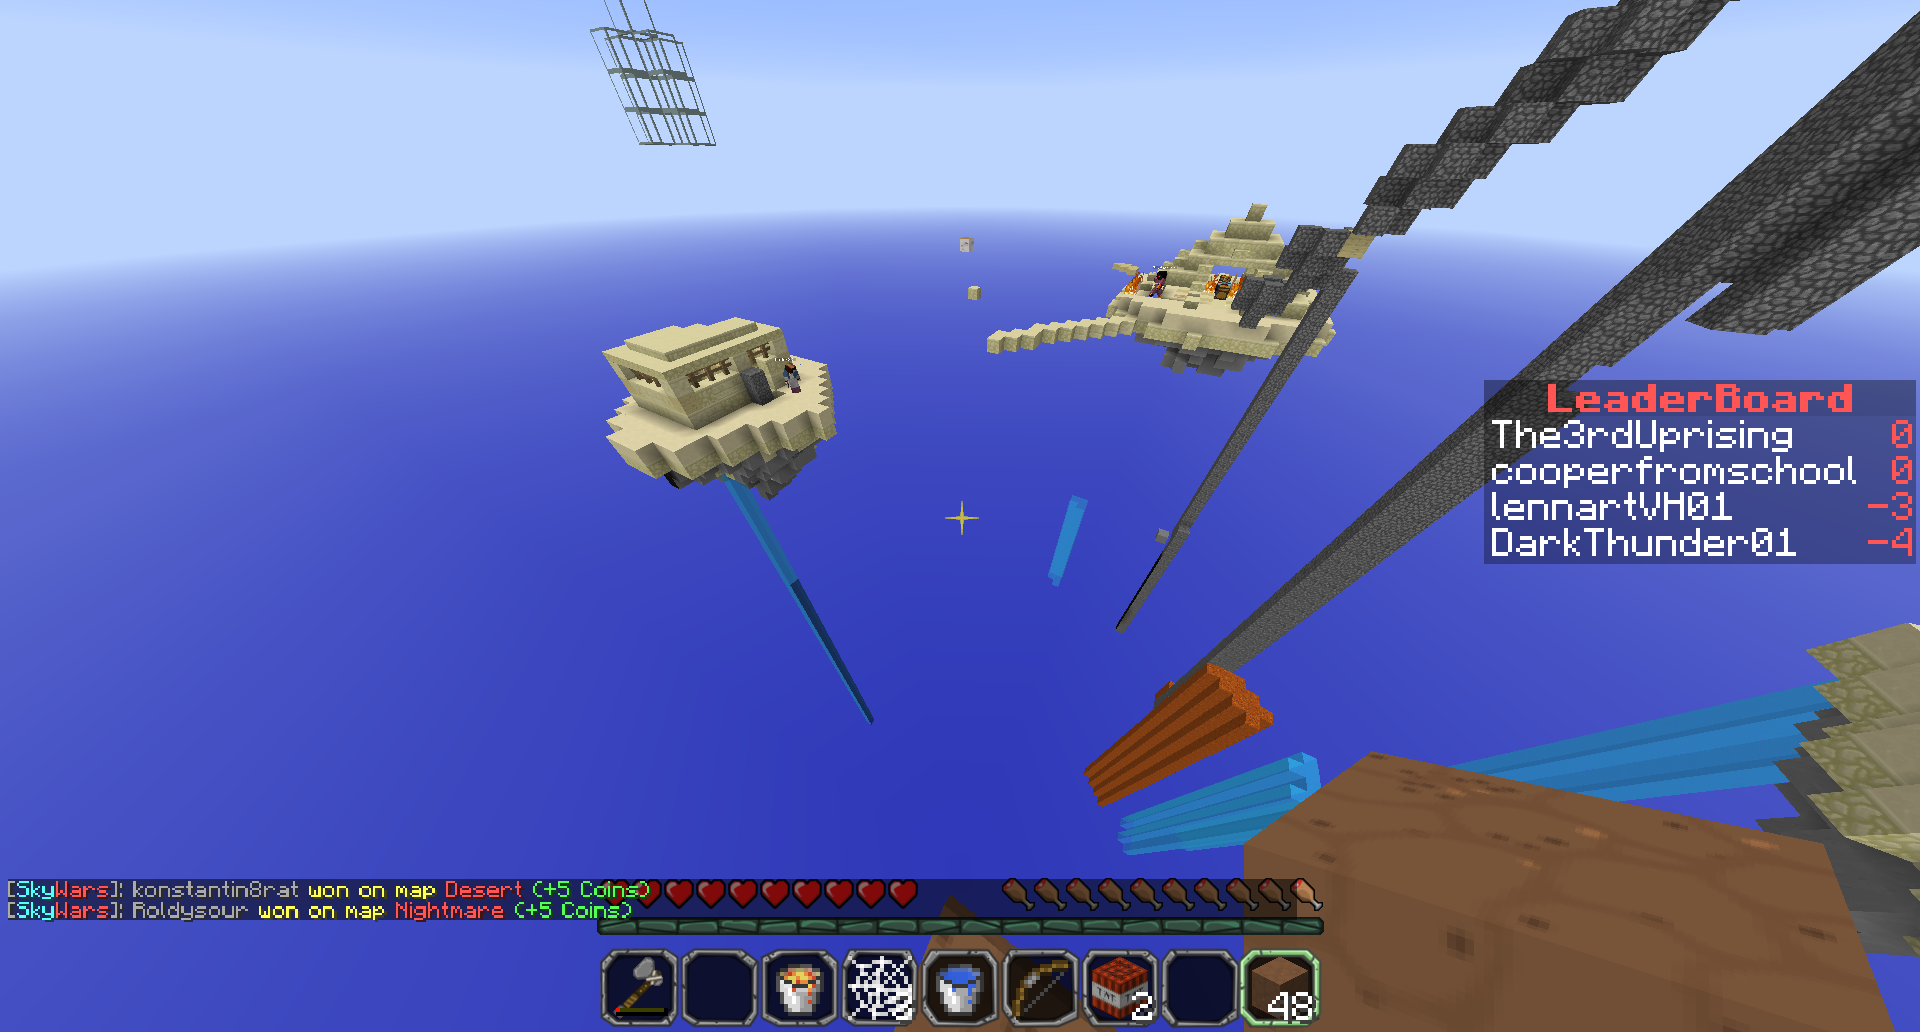 LeaderBoard
The3rdUprising 0
cooperfromschool 0
lennartVH01 -3
DarkThunder01 -4
[SkyWars]: konstantin8rat won on map Desert (+5 Coins)
[SkyWars]: Roldysour won on map Nightmare (+5 Coins)
TNT 2 48